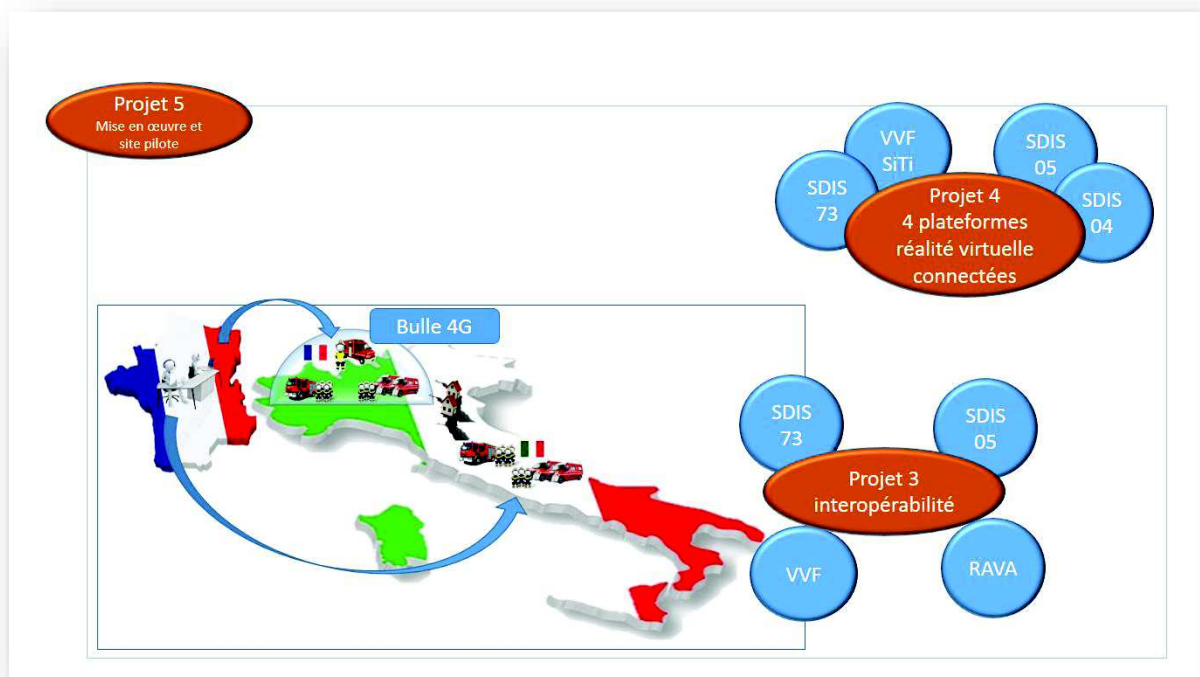 Projet 5
Mise en œuvre et
site pilote
VVF
SiTi
SDIS
05
SDIS
73
SDIS
04
Projet 4
4 plateformes
réalité virtuelle
connectées
Bulle 4G
SDIS
73
SDIS
05
Projet 3
interopérabilité
VVF
RAVA